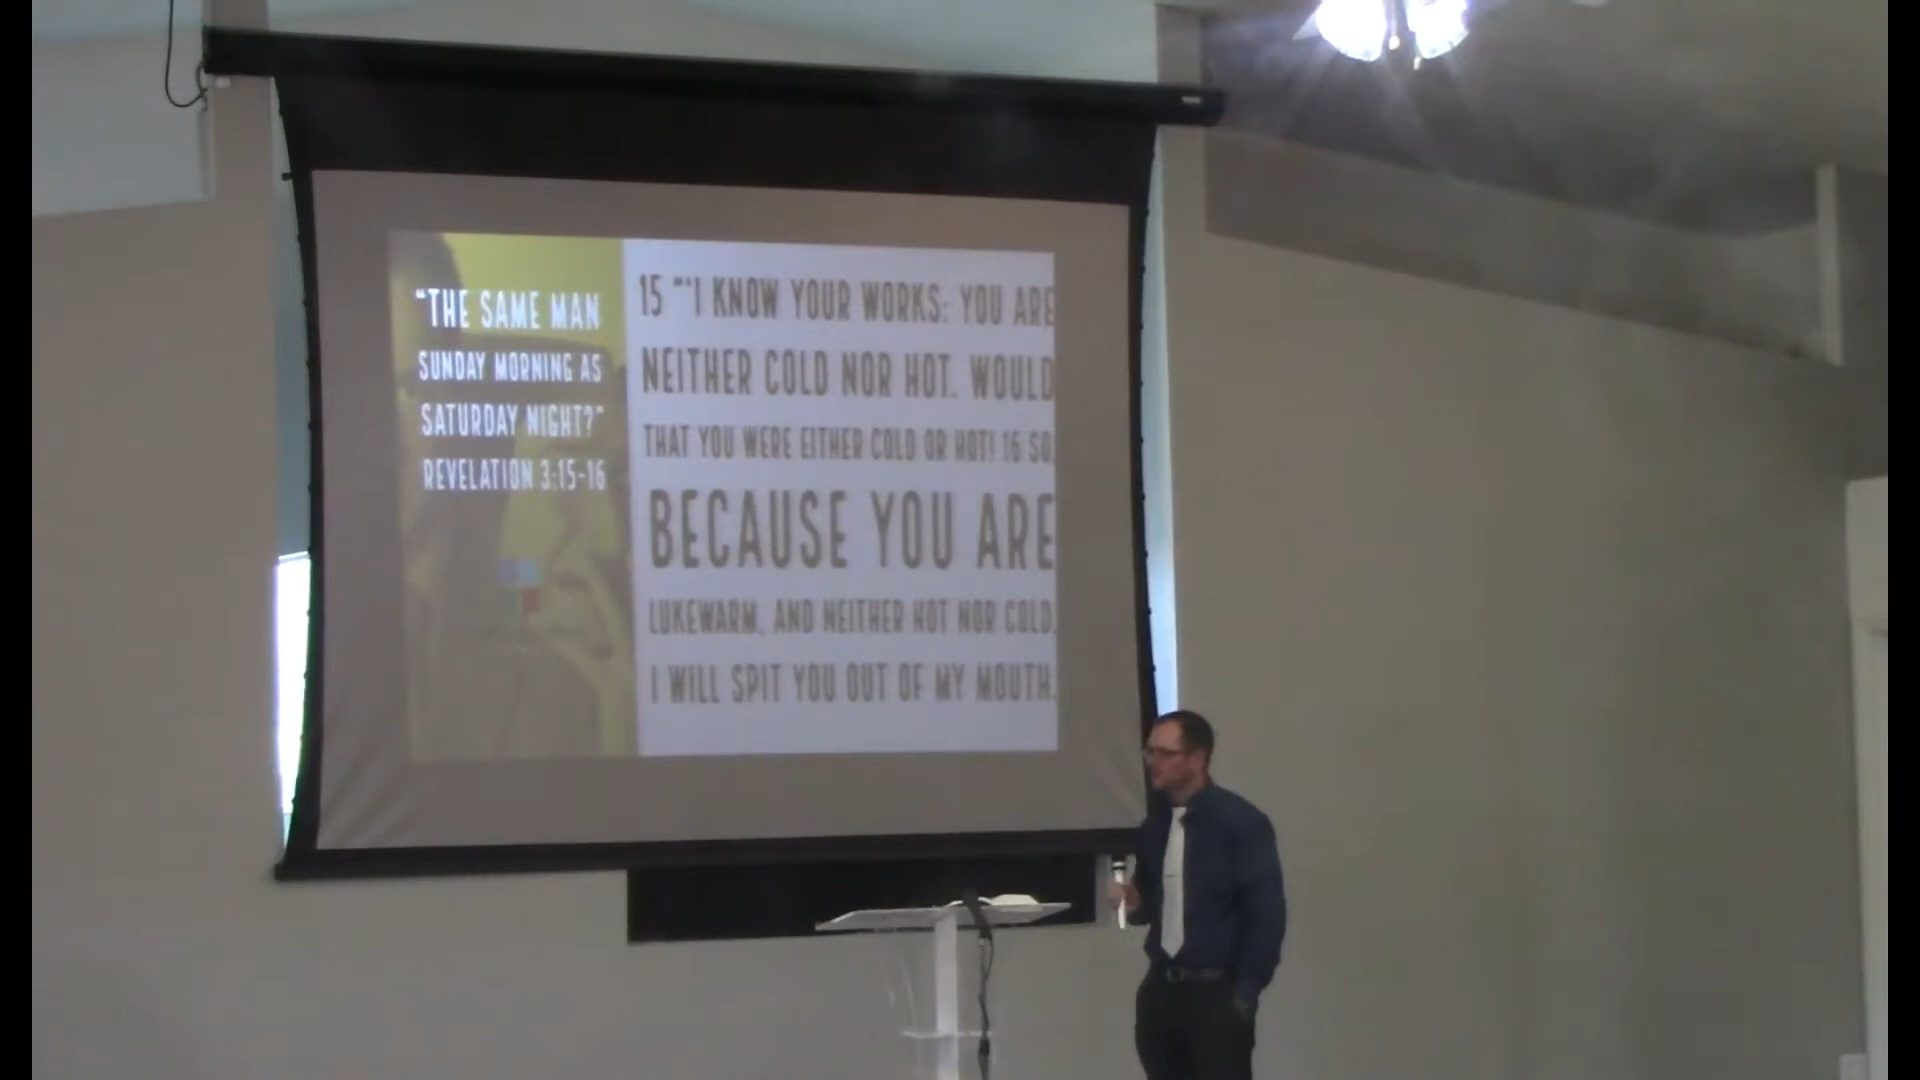 “THE SAME MAN
SUNDAY MORNING AS
SATURDAY NIGHT?”
REVELATION 3:15-16
15 “‘I KNOW YOUR WORKS: YOU ARE
NEITHER COLD NOR HOT. WOULD
THAT YOU WERE EITHER COLD OR HOT! 16 SO,
BECAUSE YOU ARE
LUKEWARM, AND NEITHER HOT NOR COLD,
I WILL SPIT YOU OUT OF MY MOUTH.